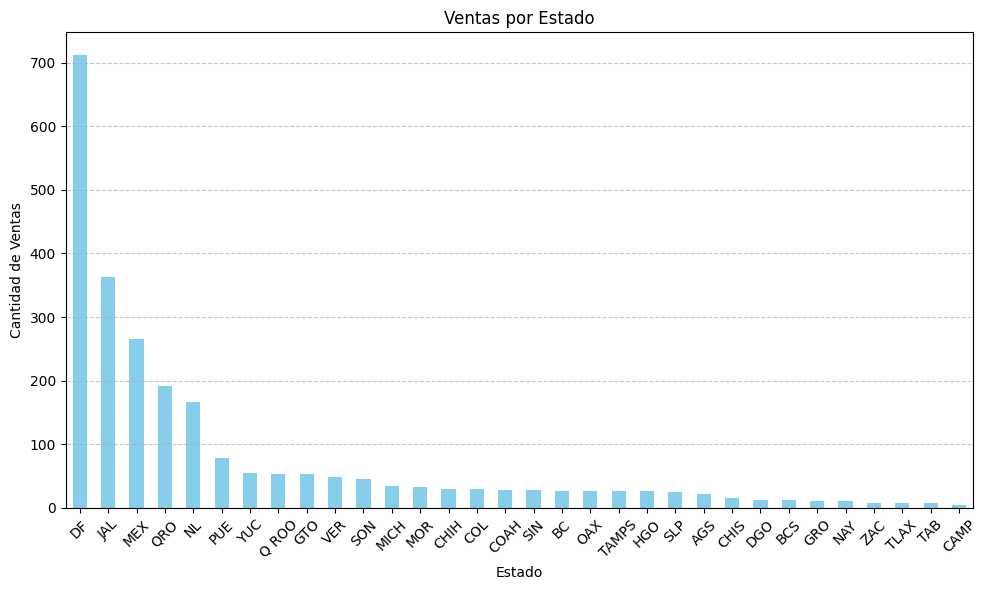 Ventas por Estado
Cantidad de Ventas
700
600
500
400
300
200
100
0
DF JAL MEX QRO NL PUE YUC Q ROO GTO VER SON MICH MOR CHIH COL COAH SIN BC OAX TAMPS HGO SLP AGS CHIS DGO BCS GRO NAY ZAC TLAX TAB CAMP
Estado